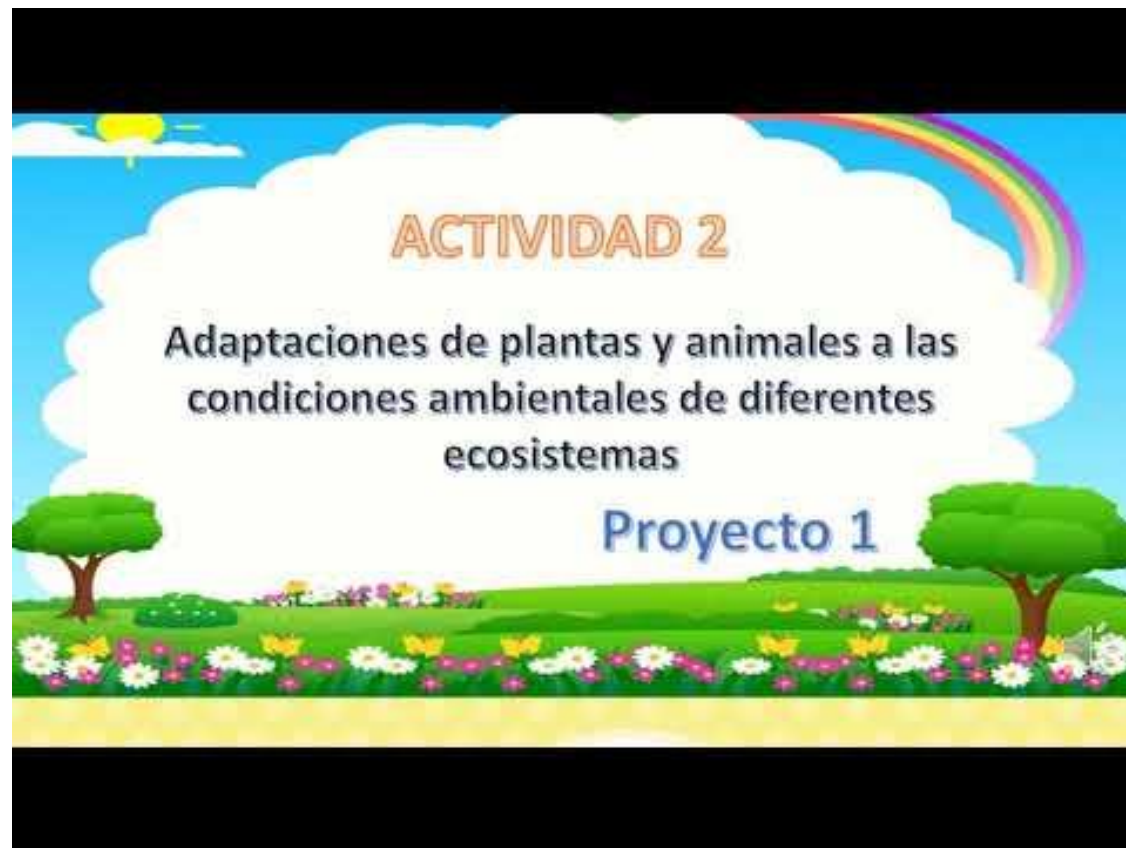 ACTIVIDAD 2
Adaptaciones de plantas y animales a las
condiciones ambientales de diferentes
ecosistemas
Proyecto 1